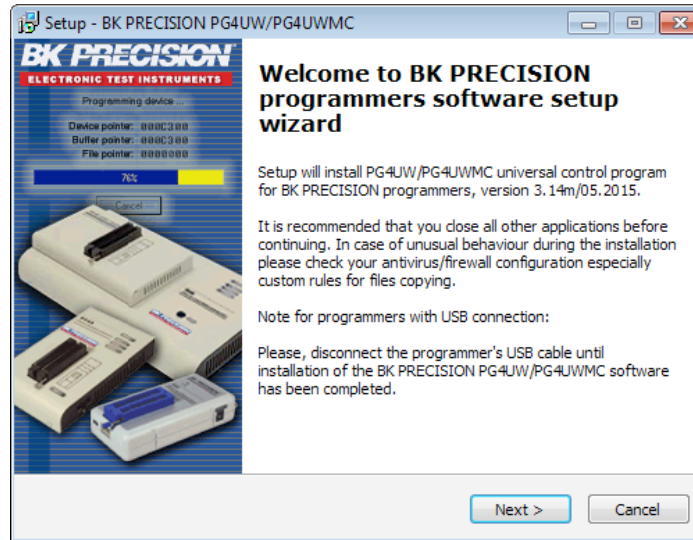 Setup - BK PRECISION PG4UW/PG4UWMC
BK PRECISION
ELECTRONIC TEST INSTRUMENTS
Programming device ...
Device pointer: 000C300
Buffer pointer: 000C300
File pointer: 0000000
76%
Cancel
Welcome to BK PRECISION
programmers software setup
wizard
Setup will install PG4UW/PG4UWMC universal control program
for BK PRECISION programmers, version 3.14m/05.2015.
It is recommended that you close all other applications before
continuing. In case of unusual behaviour during the installation
please check your antivirus/firewall configuration especially
custom rules for files copying.
Note for programmers with USB connection:
Please, disconnect the programmer's USB cable until
installation of the BK PRECISION PG4UW/PG4UWMC software
has been completed.
Next >
Cancel